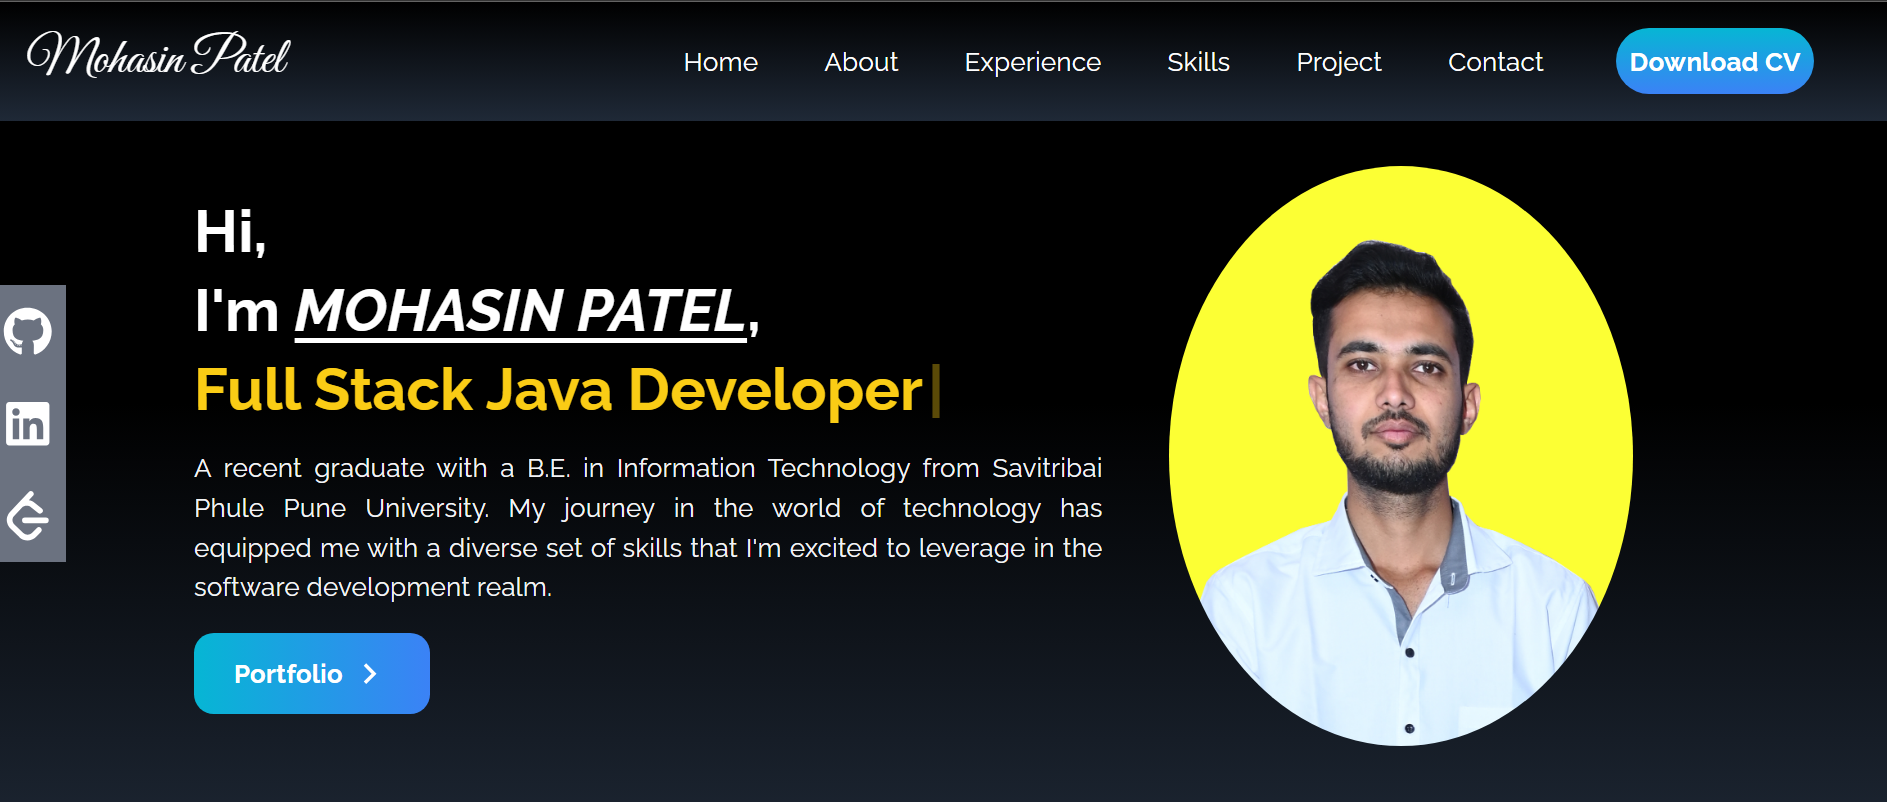 Mohasin Patel
Home About Experience Skills Project Contact Download CV
Hi,
I'm MOHASIN PATEL,
Full Stack Java Developer
A recent graduate with a B.E. in Information Technology from Savitribai
Phule Pune University. My journey in the world of technology has
equipped me with a diverse set of skills that I'm excited to leverage in the
software development realm.
Portfolio
in